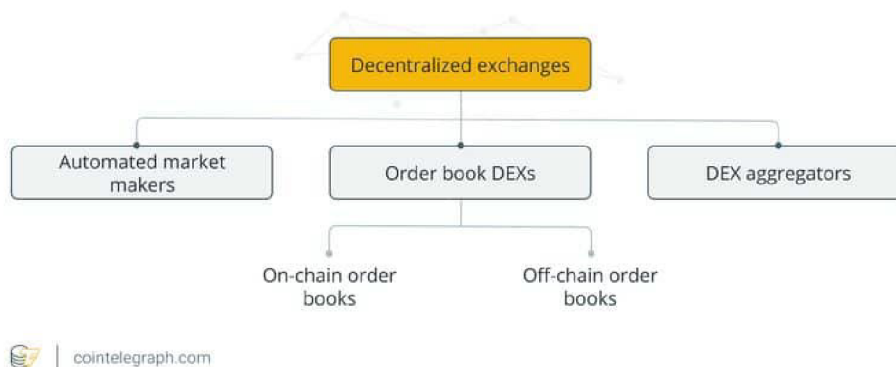 Decentralized exchanges
Automated market
makers
Order book DEXs
DEX aggregators
On-chain order
books
Off-chain order
books
cointelegraph.com